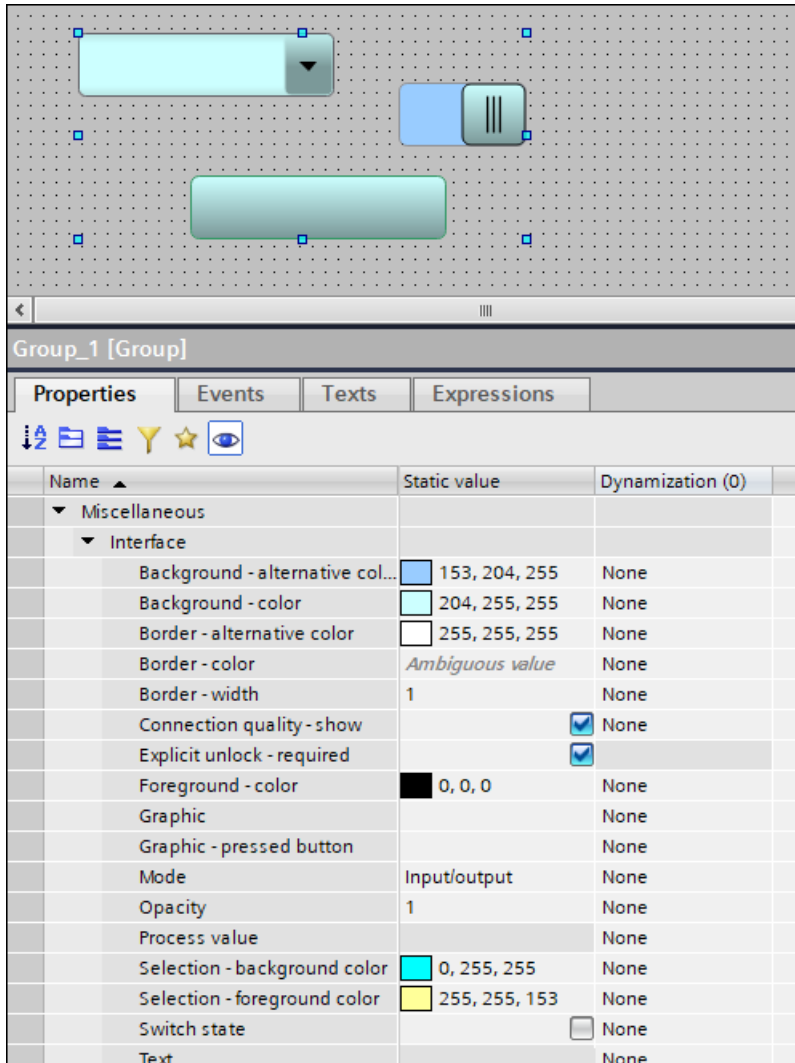 Group_1 [Group]
Properties Events Texts Expressions
Name Static value Dynamization (0)
Miscellaneous
Interface
Background - alternative col... 153, 204, 255 None
Background - color 204, 255, 255 None
Border - alternative color 255, 255, 255 None
Border - color Ambiguous value None
Border - width 1 None
Connection quality - show None
Explicit unlock - required
Foreground - color 0, 0, 0 None
Graphic None
Graphic - pressed button None
Mode Input/output None
Opacity 1 None
Process value None
Selection - background color 0, 255, 255 None
Selection - foreground color 255, 255, 153 None
Switch state None
Text None